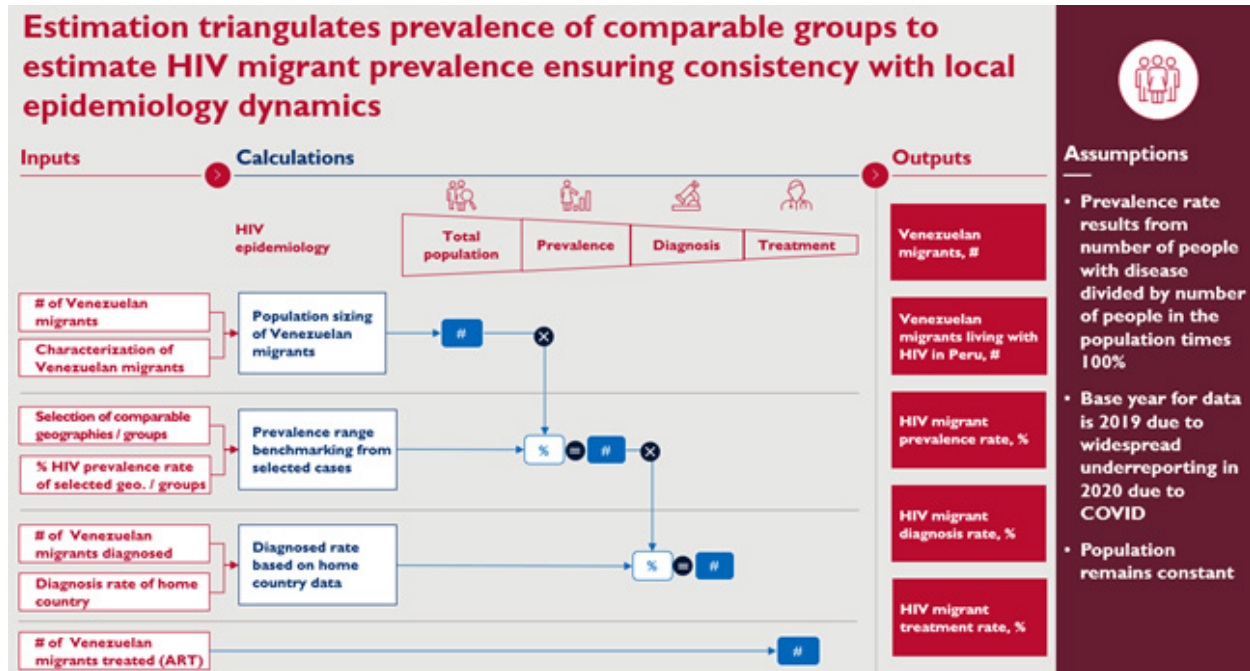 Estimation triangulates prevalence of comparable groups to
estimate HIV migrant prevalence ensuring consistency with local
epidemiology dynamics
Inputs
Calculations
Outputs
HIV
epidemiology
Total
population
Prevalence
Diagnosis
Treatment
# of Venezuelan
migrants
Characterization of
Venezuelan migrants
Population sizing
of Venezuelan
migrants
#
Selection of comparable
geographies / groups
% HIV prevalence rate
of selected geo. / groups
Prevalence range
benchmarking from
selected cases
%
=
#
# of Venezuelan
migrants diagnosed
Diagnosis rate of home
country
Diagnosed rate
based on home
country data
%
=
#
# of Venezuelan
migrants treated (ART)
#
Venezuelan
migrants, #
Venezuelan
migrants living with
HIV in Peru, #
HIV migrant
prevalence rate, %
HIV migrant
diagnosis rate, %
HIV migrant
treatment rate, %
Assumptions
• Prevalence rate
results from
number of people
with disease
divided by number
of people in the
population times
100%
• Base year for data
is 2019 due to
widespread
underreporting in
2020 due to
COVID
• Population
remains constant